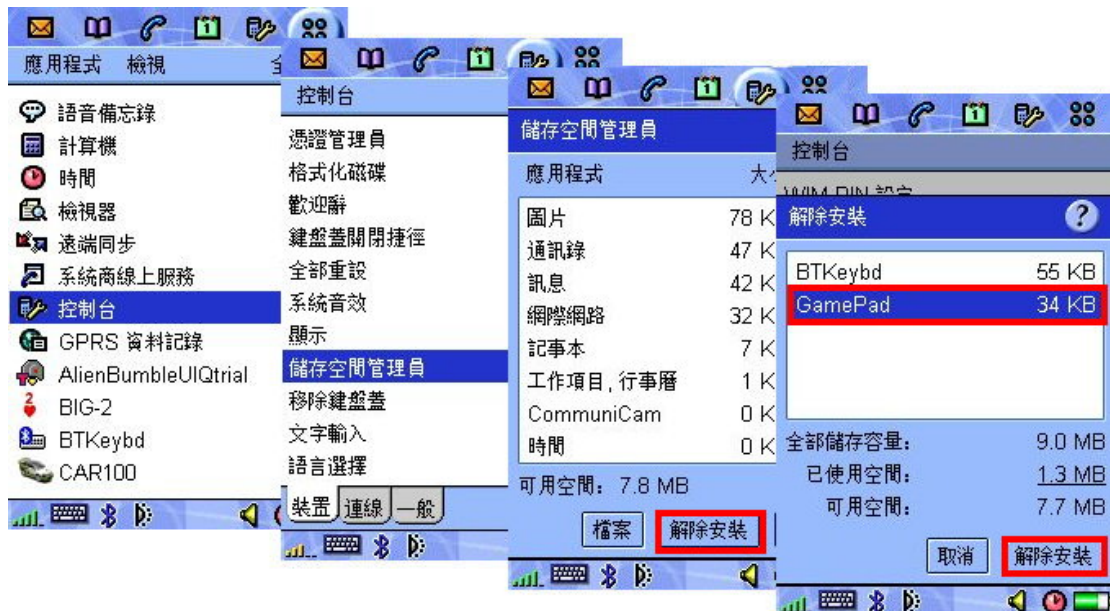 應用程式 檢視
語音備忘錄
計算機
時間
檢視器
遠端同步
系統商線上服務
控制台
GPRS 資料記錄
AlienBumbleUIQtrial
BIG-2
BTKeybd
CAR100
控制台
憑證管理員
格式化磁碟
歡迎辭
鍵盤蓋關閉捷徑
全部重設
系統音效
顯示
儲存空間管理員
移除鍵盤蓋
文字輸入
語言選擇
裝置 連線 一般
儲存空間管理員
應用程式 大小
圖片 78 K
通訊錄 47 K
訊息 42 K
網際網路 32 K
記事本 7 K
工作項目, 行事曆 1 K
CommuniCam 0 K
時間 0 K
可用空間: 7.8 MB
檔案 解除安裝
控制台
WIM PIN 設定
解除安裝 ?
BTKeybd 55 KB
GamePad 34 KB
全部儲存容量: 9.0 MB
已使用空間: 1.3 MB
可用空間: 7.7 MB
取消 解除安裝